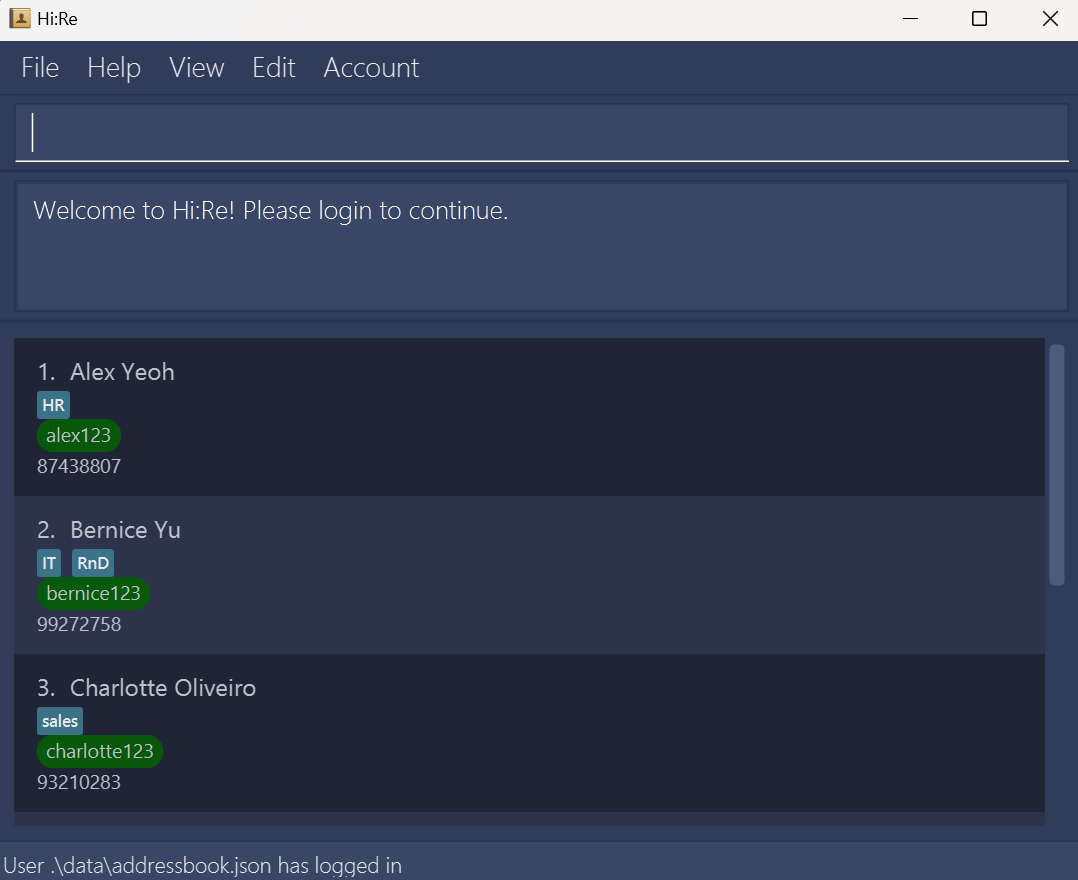 Hi:Re
File Help View Edit Account
Welcome to Hi:Re! Please login to continue.
1. Alex Yeoh
HR
alex123
87438807
2. Bernice Yu
IT RnD
bernice123
99272758
3. Charlotte Oliveiro
sales
charlotte123
93210283
User .\data\addressbook.json has logged in